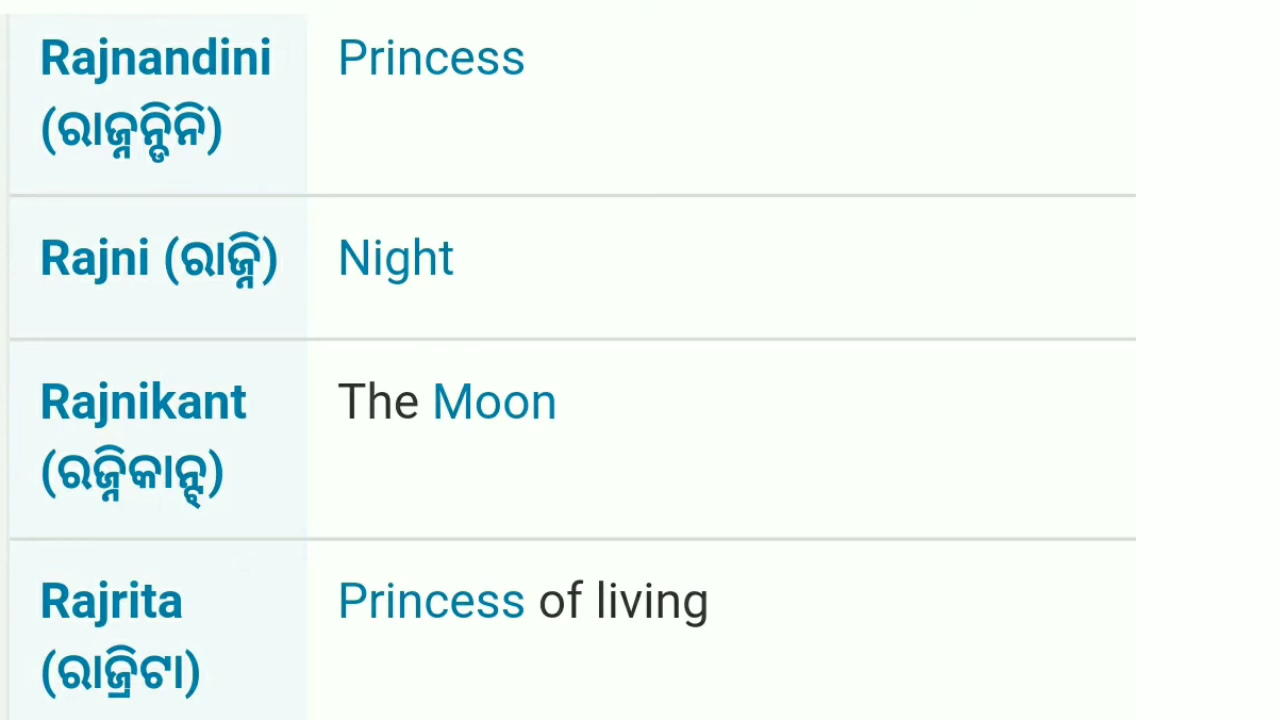 Rajnandini Princess
(ରାଜ୍ନନ୍ଡିନି)
Rajni (ରାଜ୍ନି) Night
Rajnikant The Moon
(ରଜ୍ନିକାନ୍ଟ୍)
Rajrita Princess of living
(ରାଜ୍ରିଟା)